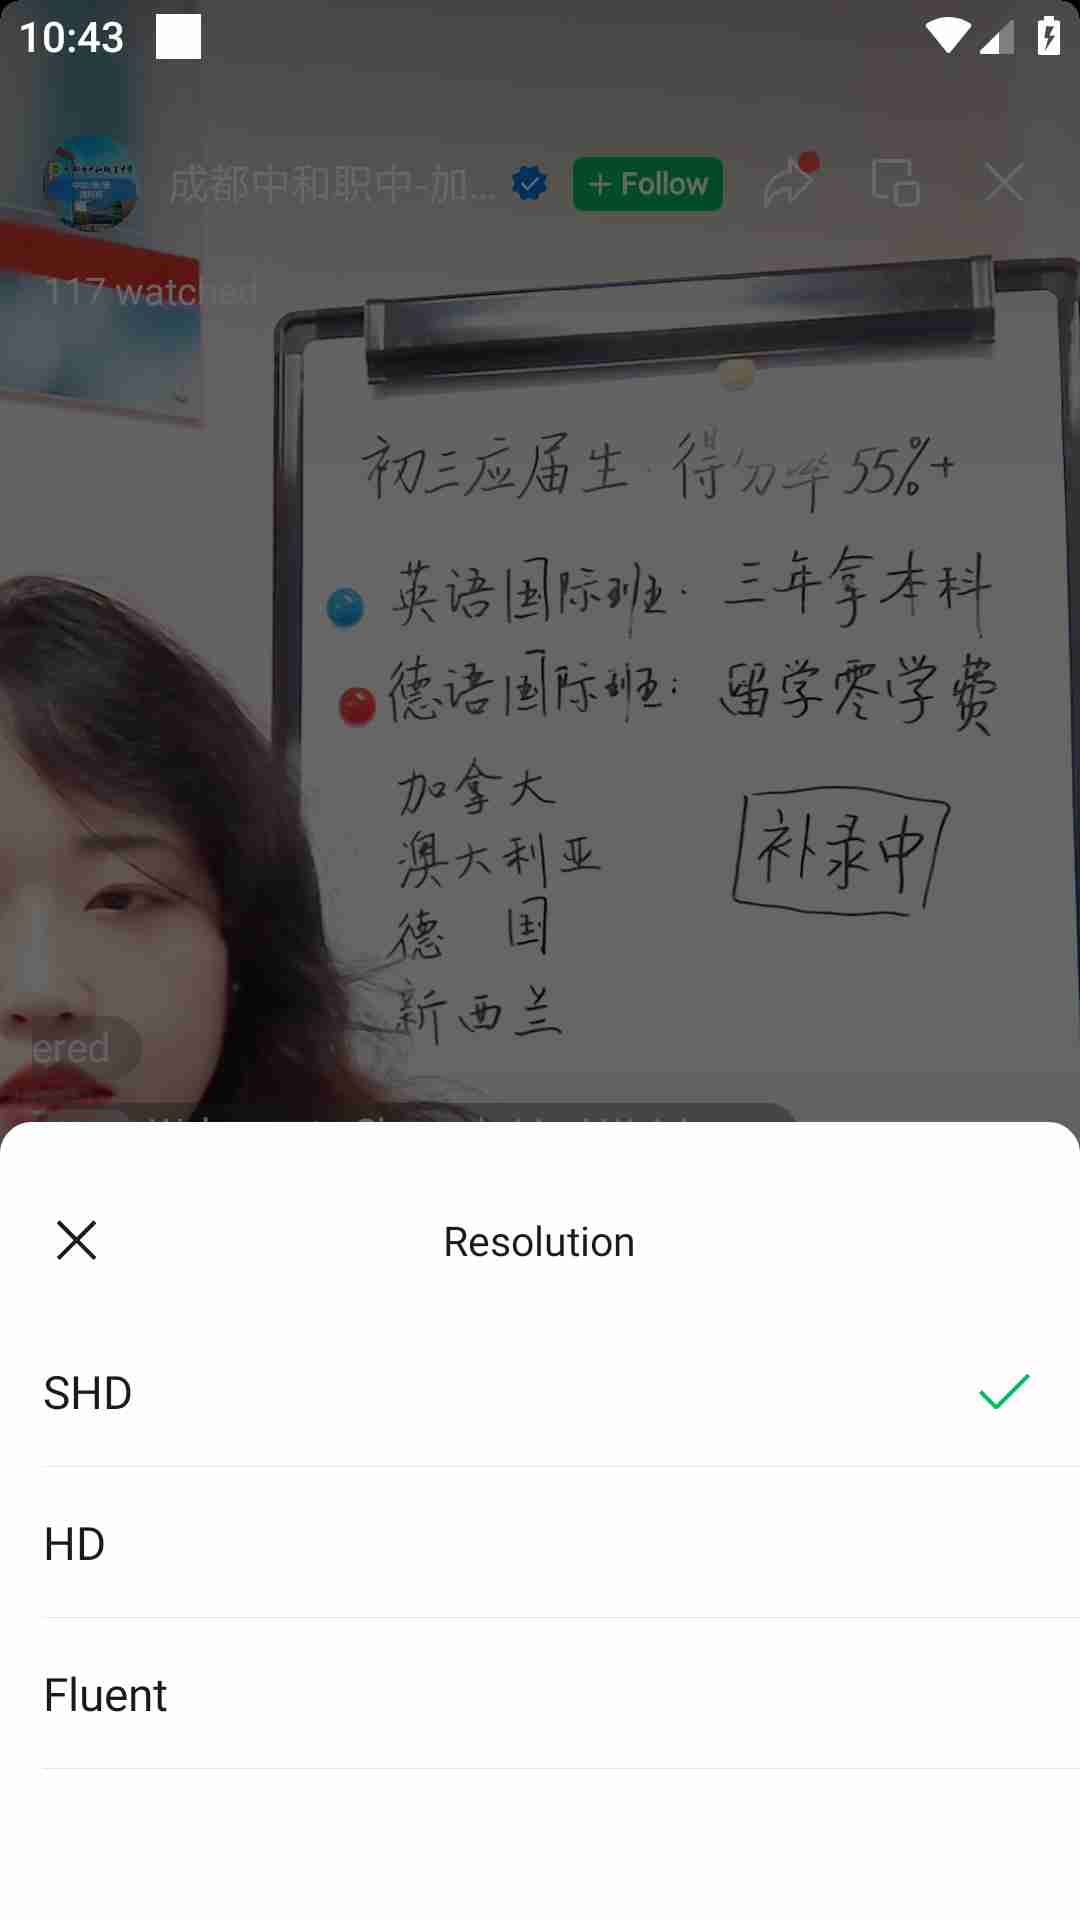 10:43
成都中和职中-加...
+ Follow
117 watched
初三应届生·得分率 55%+
英语国际班· 三年拿本科
德语国际班: 留学零学费
加拿大
澳大利亚
补录中
德 国
新西兰
ered
Resolution
SHD
HD
Fluent